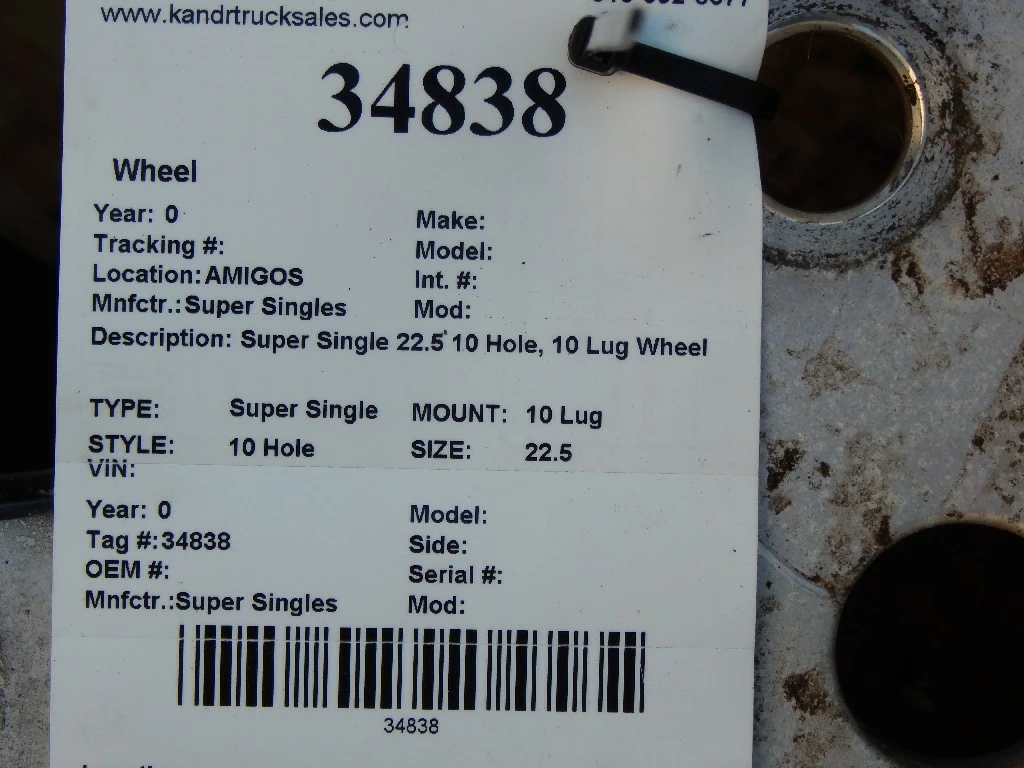 www.kandrtrucksales.com
34838
Wheel
Year: 0 Make:
Tracking #: Model:
Location: AMIGOS Int. #:
Mnfctr.: Super Singles Mod:
Description: Super Single 22.5" 10 Hole, 10 Lug Wheel
TYPE: Super Single MOUNT: 10 Lug
STYLE: 10 Hole SIZE: 22.5
VIN:
Year: 0 Model:
Tag #: 34838 Side:
OEM #: Serial #:
Mnfctr.: Super Singles Mod:
34838